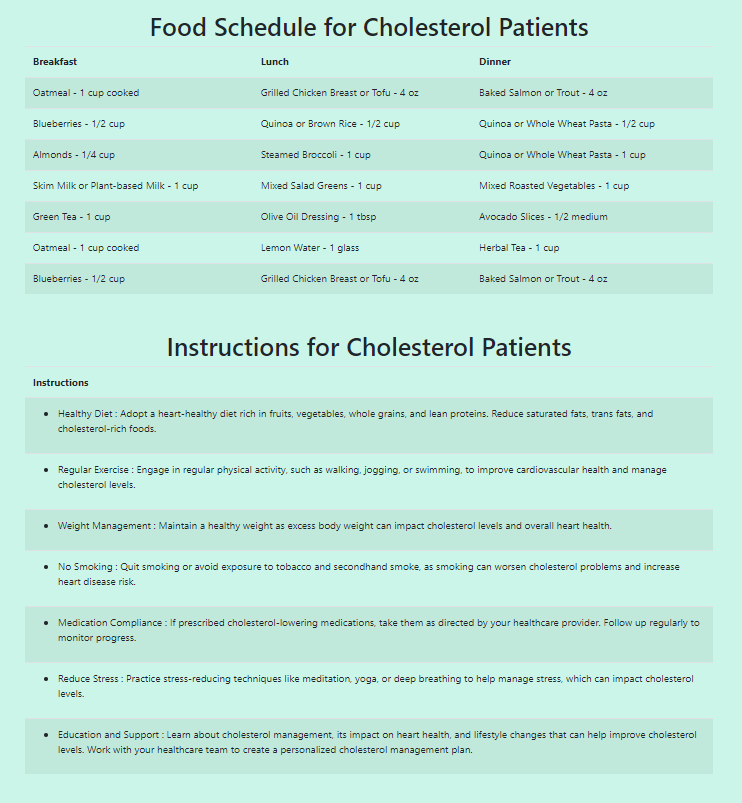 Food Schedule for Cholesterol Patients
Breakfast Lunch Dinner
Oatmeal - 1 cup cooked Grilled Chicken Breast or Tofu - 4 oz Baked Salmon or Trout - 4 oz
Blueberries - 1/2 cup Quinoa or Brown Rice - 1/2 cup Quinoa or Whole Wheat Pasta - 1/2 cup
Almonds - 1/4 cup Steamed Broccoli - 1 cup Quinoa or Whole Wheat Pasta - 1 cup
Skim Milk or Plant-based Milk - 1 cup Mixed Salad Greens - 1 cup Mixed Roasted Vegetables - 1 cup
Green Tea - 1 cup Olive Oil Dressing - 1 tbsp Avocado Slices - 1/2 medium
Oatmeal - 1 cup cooked Lemon Water - 1 glass Herbal Tea - 1 cup
Blueberries - 1/2 cup Grilled Chicken Breast or Tofu - 4 oz Baked Salmon or Trout - 4 oz
Instructions for Cholesterol Patients
Instructions
• Healthy Diet : Adopt a heart-healthy diet rich in fruits, vegetables, whole grains, and lean proteins. Reduce saturated fats, trans fats, and
cholesterol-rich foods.
• Regular Exercise : Engage in regular physical activity, such as walking, jogging, or swimming, to improve cardiovascular health and manage
cholesterol levels.
• Weight Management : Maintain a healthy weight as excess body weight can impact cholesterol levels and overall heart health.
• No Smoking : Quit smoking or avoid exposure to tobacco and secondhand smoke, as smoking can worsen cholesterol problems and increase
heart disease risk.
• Medication Compliance : If prescribed cholesterol-lowering medications, take them as directed by your healthcare provider. Follow up regularly to
monitor progress.
• Reduce Stress : Practice stress-reducing techniques like meditation, yoga, or deep breathing to help manage stress, which can impact cholesterol
levels.
• Education and Support : Learn about cholesterol management, its impact on heart health, and lifestyle changes that can help improve cholesterol
levels. Work with your healthcare team to create a personalized cholesterol management plan.